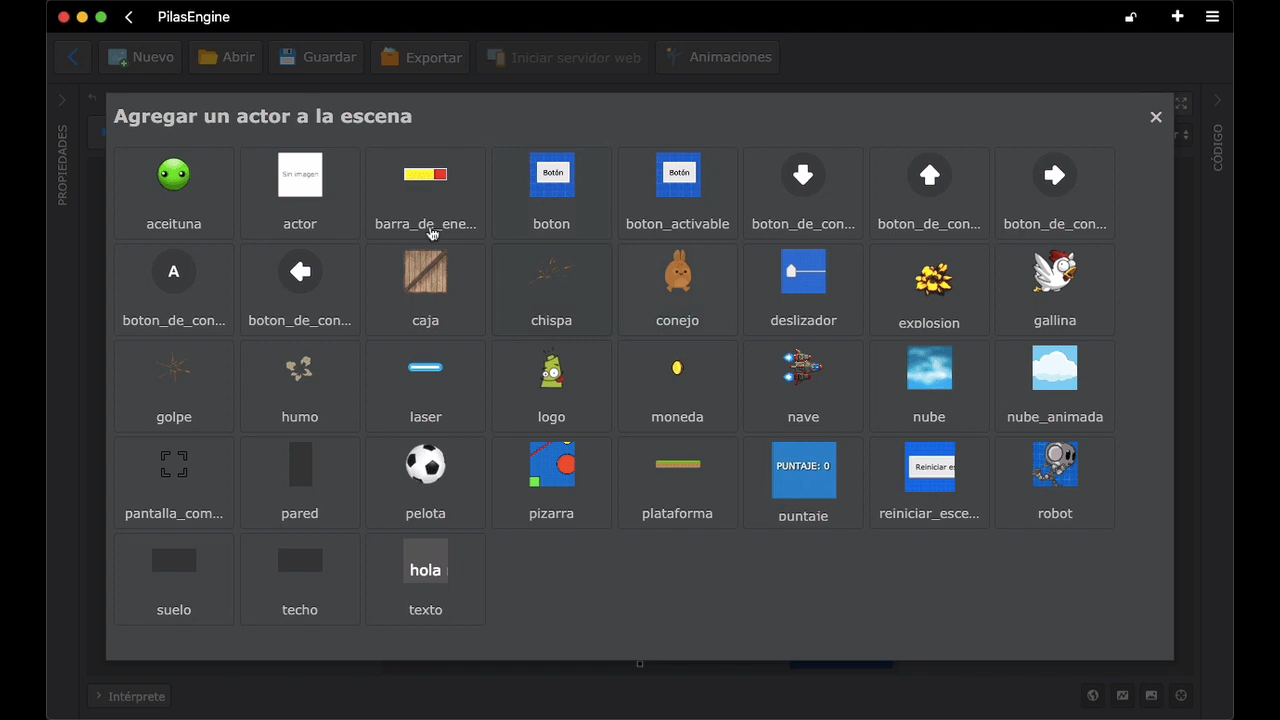 PilasEngine
Nuevo Abrir Guardar Exportar Iniciar servidor web Animaciones
PROPIEDADES
CÓDIGO
Agregar un actor a la escena
Sin imagen Botón Botón
aceituna actor barra_de_ene... boton boton_activable boton_de_con... boton_de_con... boton_de_con...
A
boton_de_con... boton_de_con... caja chispa conejo deslizador explosion gallina
golpe humo laser logo moneda nave nube nube_animada
PUNTAJE: 0 Reiniciar es
pantalla_com... pared pelota pizarra plataforma puntaje reiniciar_esce... robot
hola
suelo techo texto
Intérprete